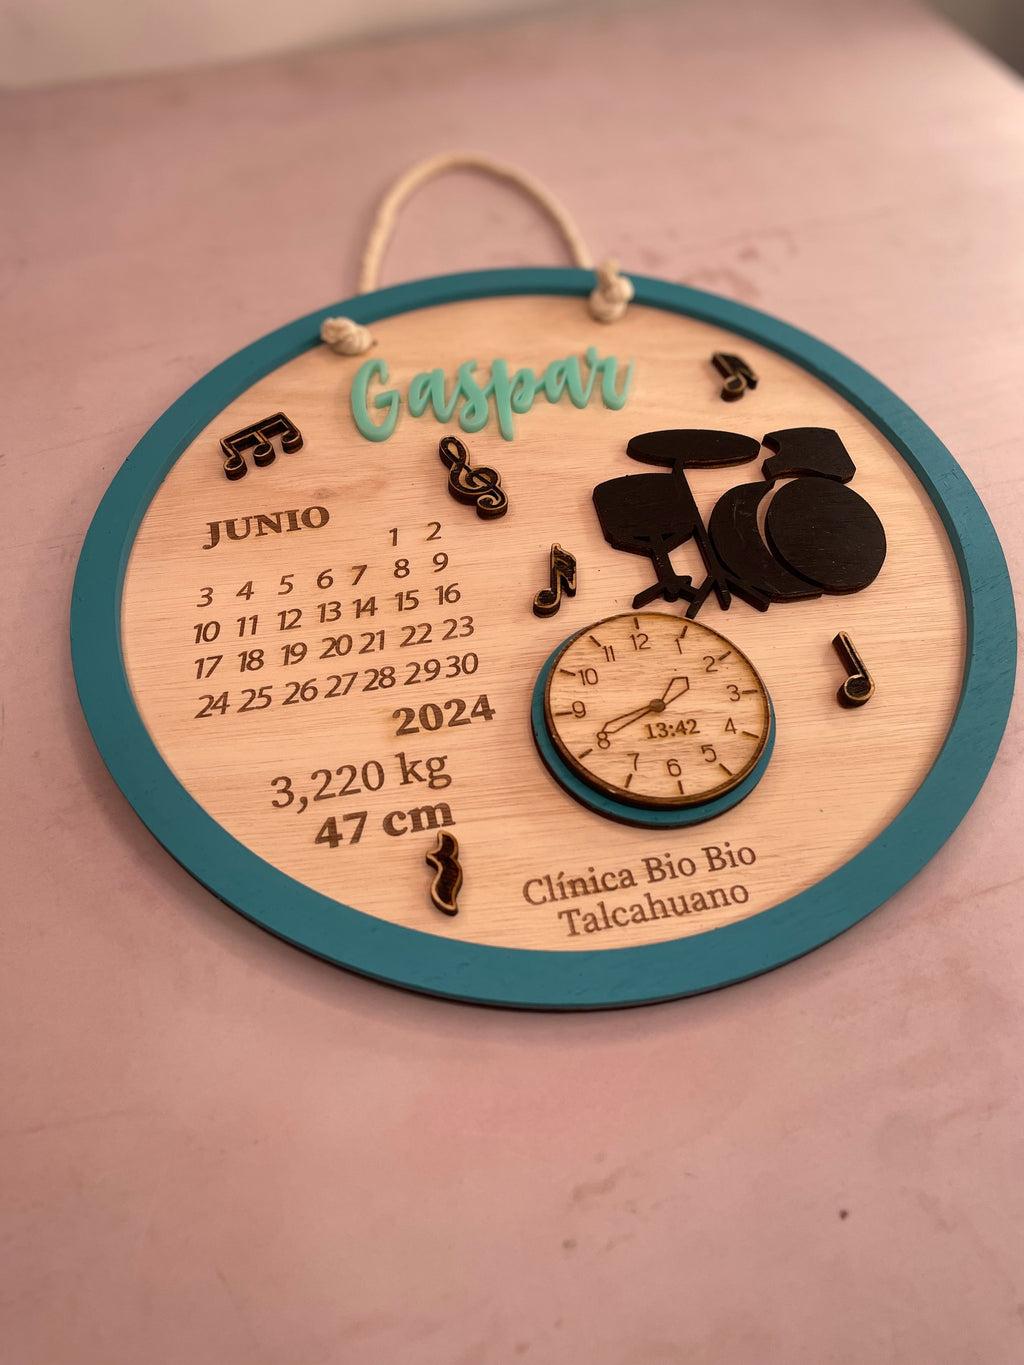 Gaspar
JUNIO
1 2
3 4 5 6 7 8 9
10 11 12 13 14 15 16
17 18 19 20 21 22 23
24 25 26 27 28 29 30
2024
3,220 kg
47 cm
12 1 2 3 4 5 6 7 8 9 10 11
13:42
Clínica Bio Bio
Talcahuano